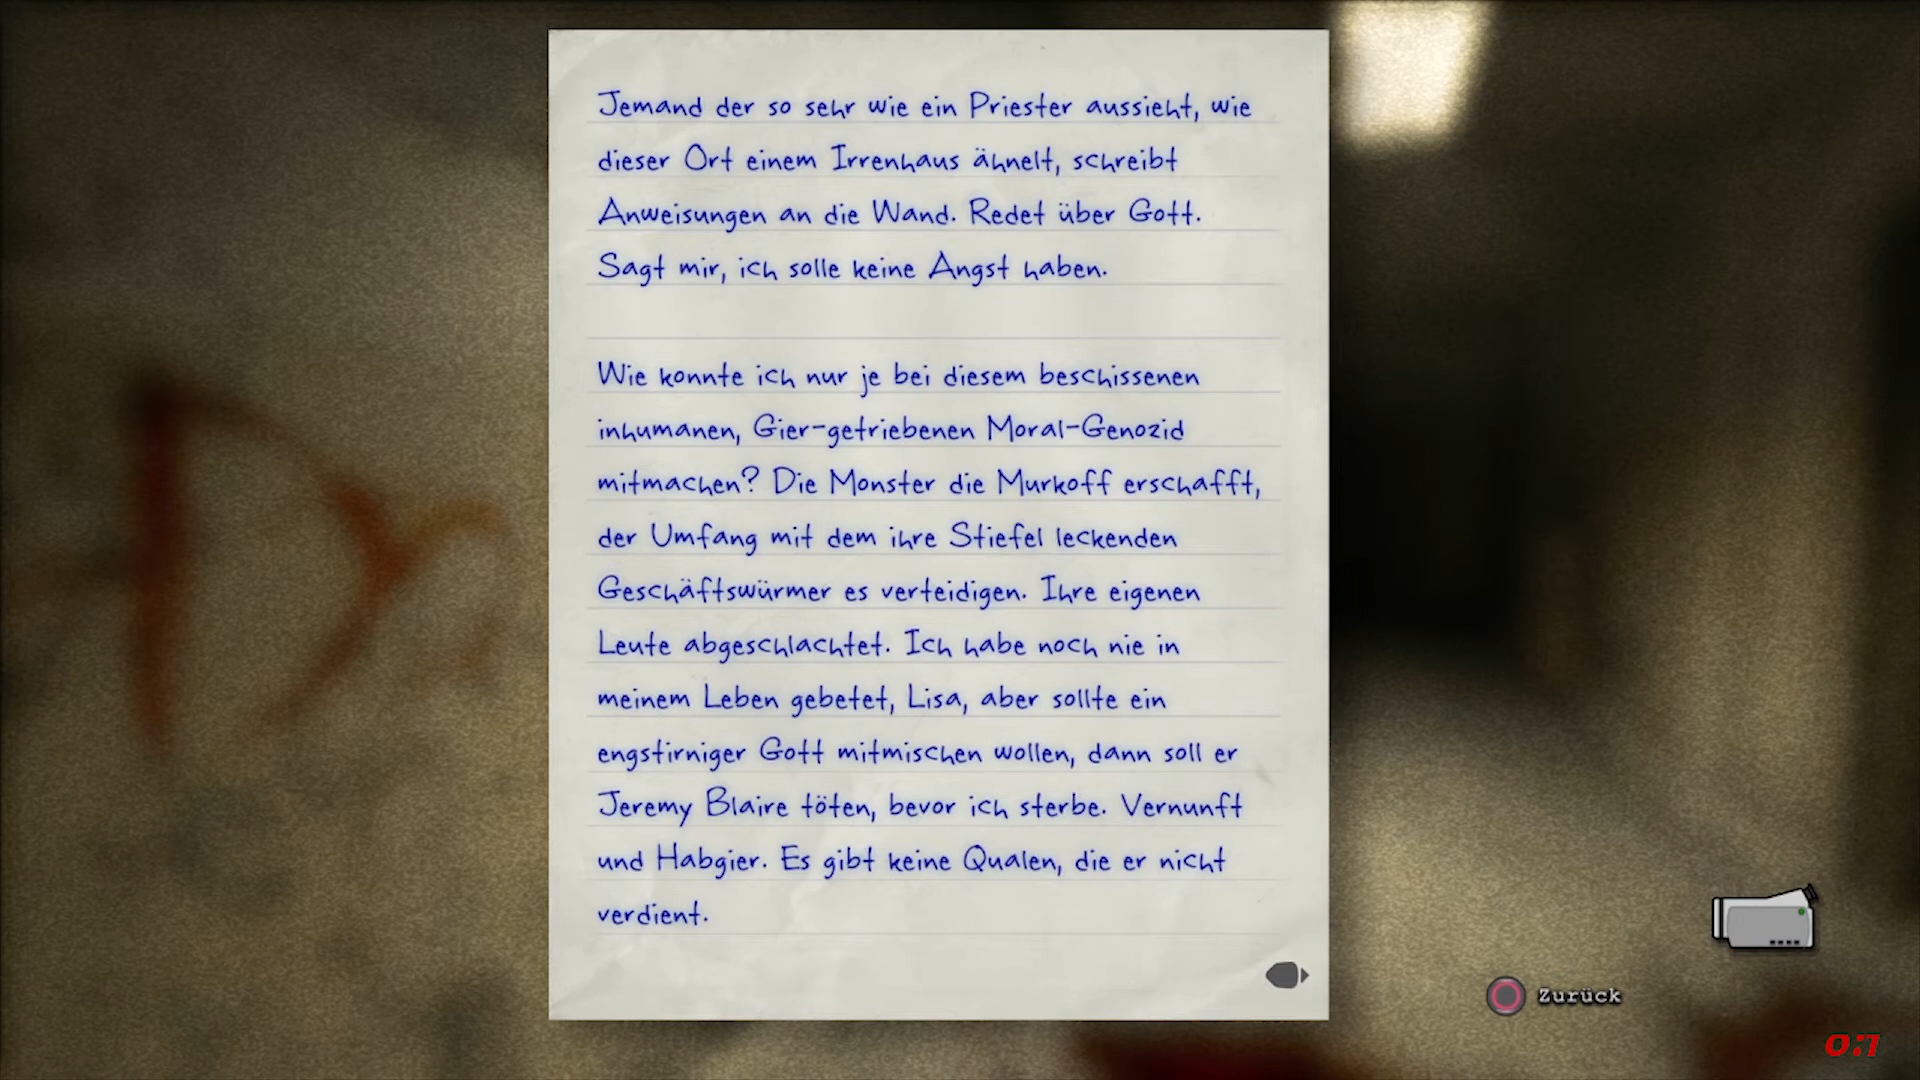 Jemand der so sehr wie ein Priester aussieht, wie
dieser Ort einem Irrenhaus ähnelt, schreibt
Anweisungen an die Wand. Redet über Gott.
Sagt mir, ich solle keine Angst haben.
Wie konnte ich nur je bei diesem beschissenen
inhumanen, Gier-getriebenen Moral-Genozid
mitmachen? Die Monster die Murkoff erschafft,
der Umfang mit dem ihre Stiefel leckenden
Geschäftswürmer es verteidigen. Ihre eigenen
Leute abgeschlachtet. Ich habe noch nie in
meinem Leben gebetet, Lisa, aber sollte ein
engstirniger Gott mitmischen wollen, dann soll er
Jeremy Blaire töten, bevor ich sterbe. Vernunft
und Habgier. Es gibt keine Qualen, die er nicht
verdient.
Zurück